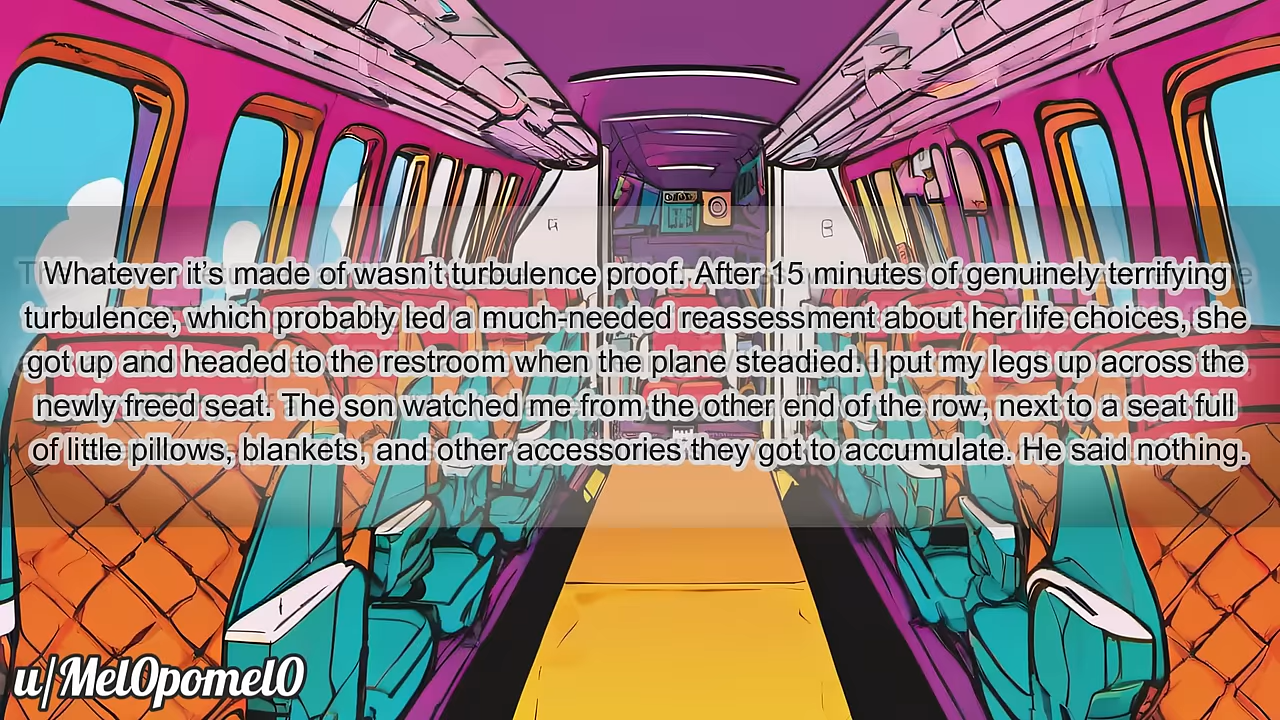 Whatever it’s made of wasn’t turbulence proof. After 15 minutes of genuinely terrifying
turbulence, which probably led a much-needed reassessment about her life choices, she
got up and headed to the restroom when the plane steadied. I put my legs up across the
newly freed seat. The son watched me from the other end of the row, next to a seat full
of little pillows, blankets, and other accessories they got to accumulate. He said nothing.
u/Mel0pomel0